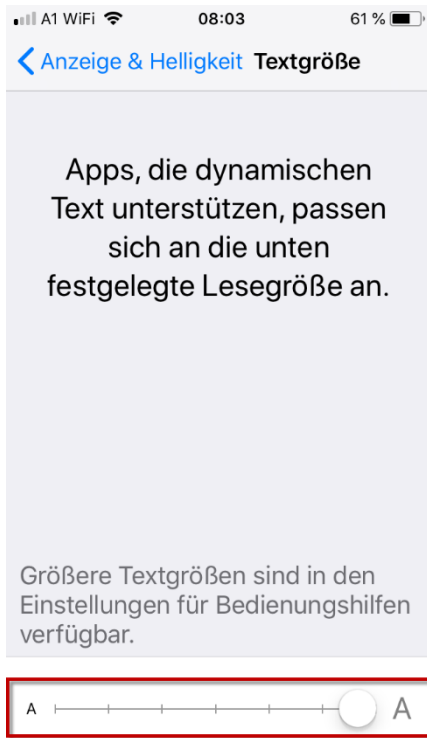 A1 WiFi 08:03 61 %
Anzeige & Helligkeit Textgröße
Apps, die dynamischen
Text unterstützen, passen
sich an die unten
festgelegte Lesegröße an.
Größere Textgrößen sind in den
Einstellungen für Bedienungshilfen
verfügbar.
A A